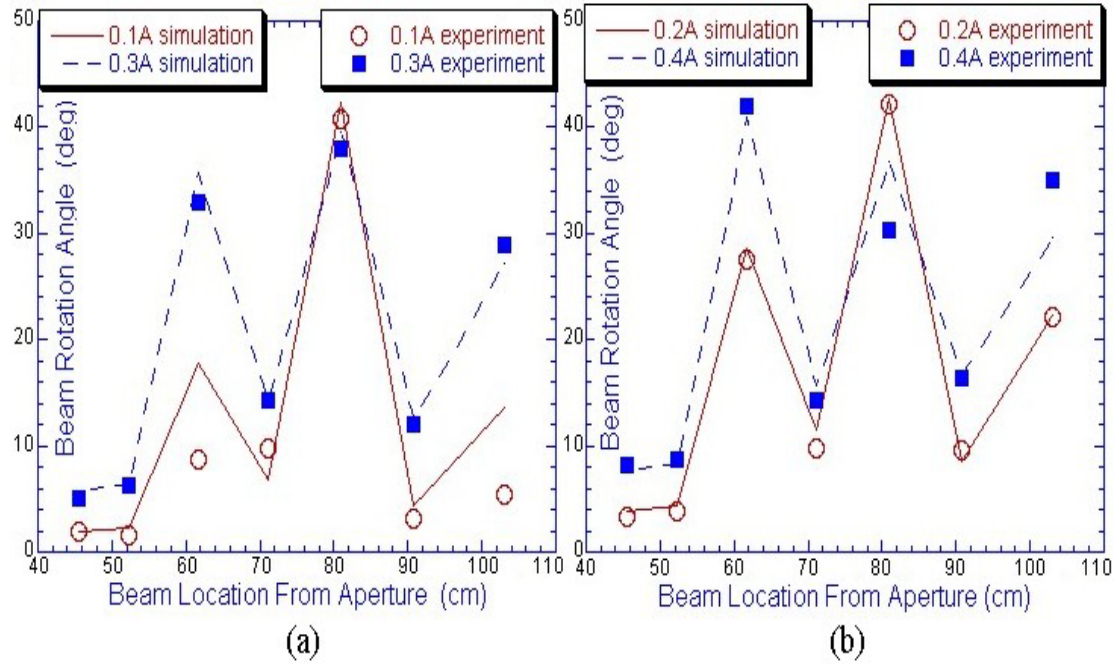 50
0.1A simulation
0.3A simulation
0.1A experiment
0.3A experiment
40
30
20
10
0
Beam Rotation Angle (deg)
40 50 60 70 80 90 100 110
Beam Location From Aperture (cm)
(a)
50
0.2A simulation
0.4A simulation
0.2A experiment
0.4A experiment
40
30
20
10
0
Beam Rotation Angle (deg)
40 50 60 70 80 90 100 110
Beam Location From Aperture (cm)
(b)